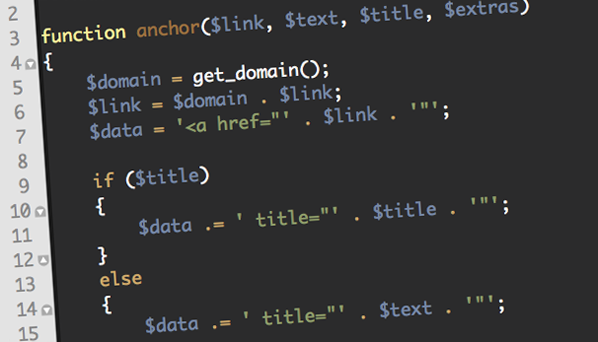 2
3 function anchor($link, $text, $title, $extras)
4 {
5 $domain = get_domain();
6 $link = $domain . $link;
7 $data = '<a href="' . $link . '"';
8
9 if ($title)
10 {
11 $data .= ' title="' . $title . '"';
12 }
13 else
14 {
15 $data .= ' title="' . $text . '"';